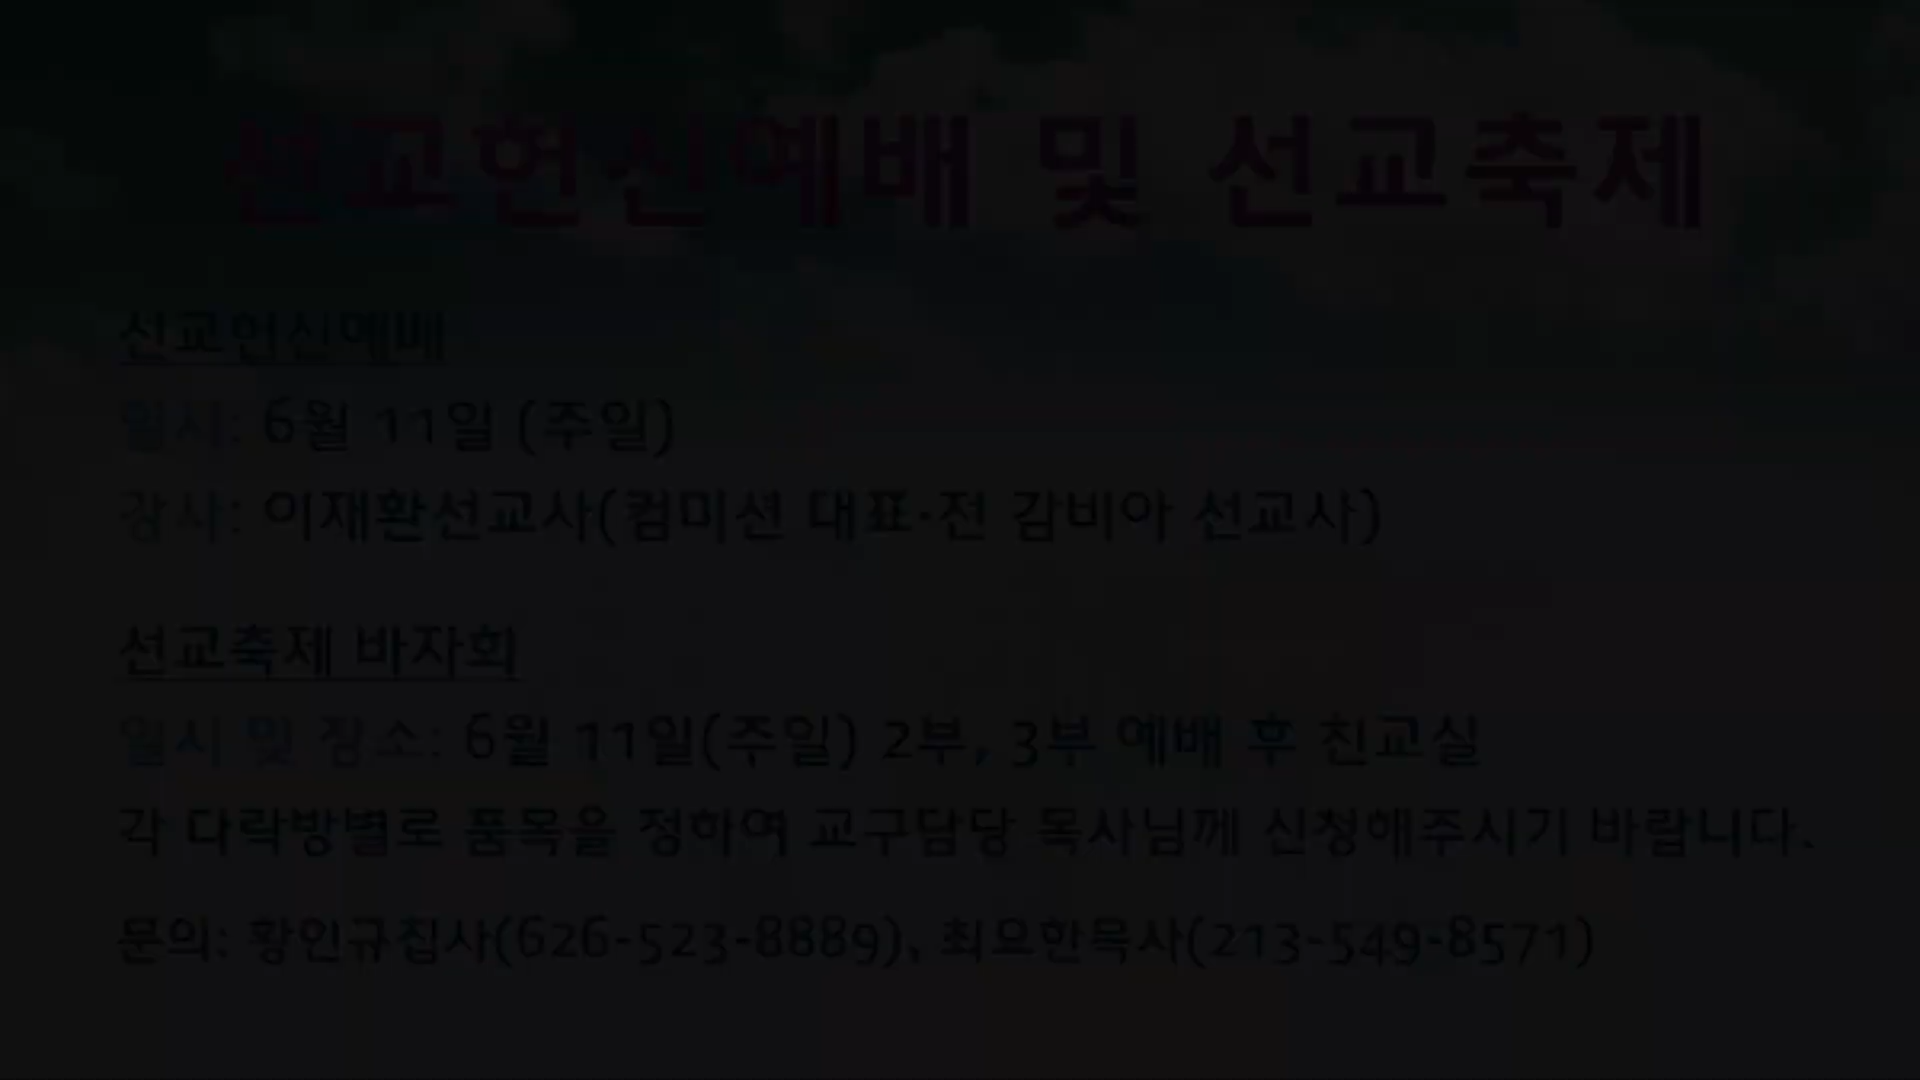 선교헌신예배 및 선교축제
선교헌신예배
일시: 6월 11일 (주일)
강사: 이재환선교사(컴미션 대표·전 감비아 선교사)
선교축제 바자회
일시 및 장소: 6월 11일(주일) 2부, 3부 예배 후 친교실
각 다락방별로 품목을 정하여 교구담당 목사님께 신청해주시기 바랍니다.
문의: 황인규집사(626-523-8889), 최요한목사(213-549-8571)